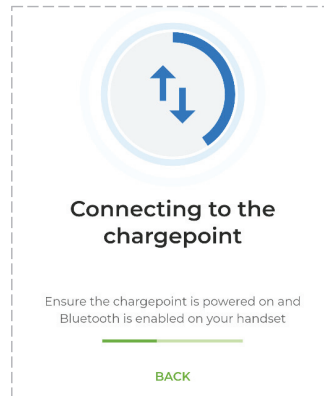 Connecting to the
chargepoint
Ensure the chargepoint is powered on and
Bluetooth is enabled on your handset
BACK